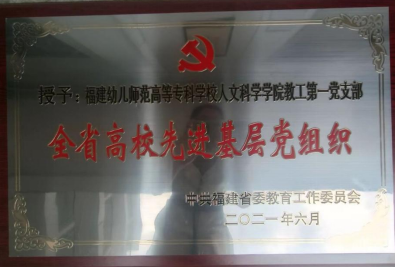 授予：福建幼儿师范高等专科学校人文科学学院教工第一党支部
全省高校先进基层党组织
中共福建省委教育工作委员会
二〇二一年六月